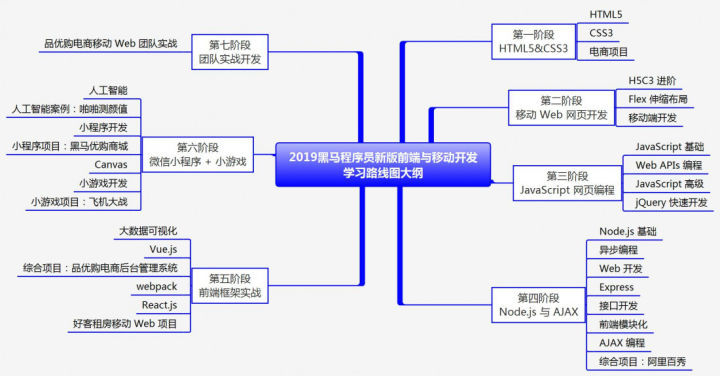 2019黑马程序员新版前端与移动开发
学习路线图大纲
第一阶段
HTML5&CSS3
HTML5
CSS3
电商项目
第二阶段
移动 Web 网页开发
H5C3 进阶
Flex 伸缩布局
移动端开发
第三阶段
JavaScript 网页编程
JavaScript 基础
Web APIs 编程
JavaScript 高级
jQuery 快速开发
第四阶段
Node.js 与 AJAX
Node.js 基础
异步编程
Web 开发
Express
接口开发
前端模块化
AJAX 编程
综合项目：阿里百秀
第五阶段
前端框架实战
大数据可视化
Vue.js
综合项目：品优购电商后台管理系统
webpack
React.js
好客租房移动 Web 项目
第六阶段
微信小程序 + 小游戏
人工智能
人工智能案例：啪啪测颜值
小程序开发
小程序项目：黑马优购商城
Canvas
小游戏开发
小游戏项目：飞机大战
第七阶段
团队实战开发
品优购电商移动 Web 团队实战